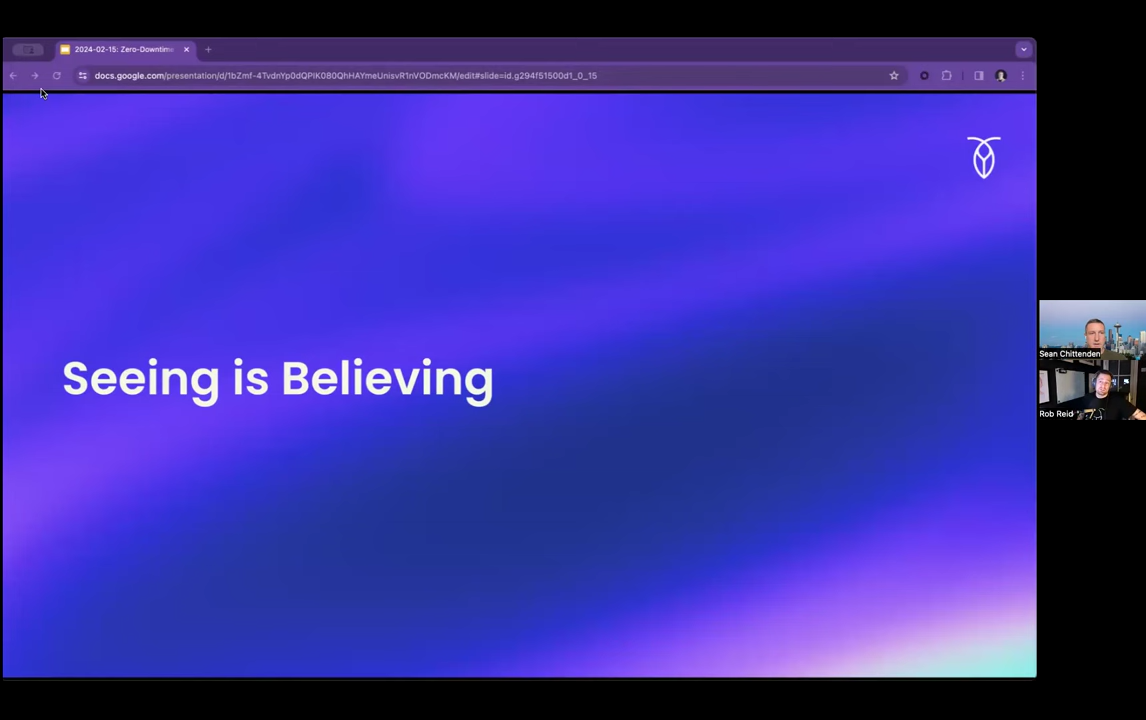 2024-02-15: Zero-Downtim
docs.google.com/presentation/d/1bZmf-4TvdnYp0dQPIK080QhHAYmeUnisvR1nVODmcKM/edit#slide=id.g294f51500d1_0_15
Seeing is Believing
Sean Chittenden
Rob Reid